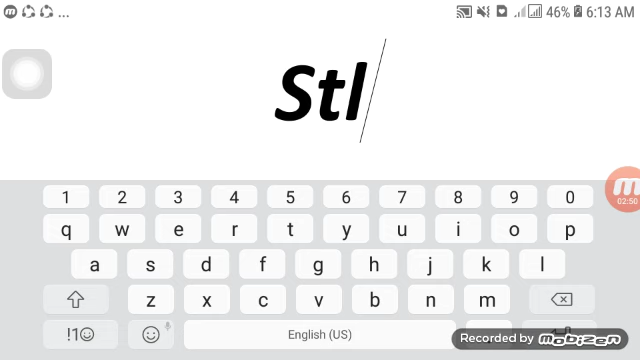 ... 46% 6:13 AM
Stl
1 2 3 4 5 6 7 8 9 0
q w e r t y u i o p
02:50
a s d f g h j k l
z x c v b n m
!1☺ English (US)
Recorded by mobizen